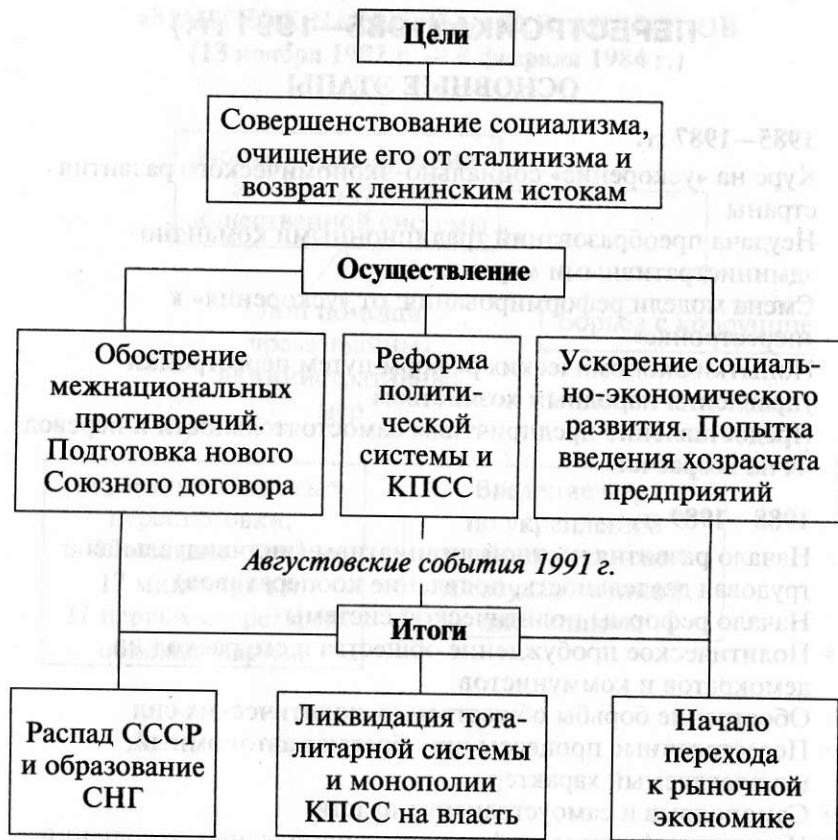 Цели
Совершенствование социализма,
очищение его от сталинизма и
возврат к ленинским истокам
Осуществление
Обострение
межнациональных
противоречий.
Подготовка нового
Союзного договора
Реформа
полити-
ческой
системы и
КПСС
Ускорение социаль-
но-экономического
развития. Попытка
введения хозрасчета
предприятий
Августовские события 1991 г.
Итоги
Распад СССР
и образование
СНГ
Ликвидация тота-
литарной системы
и монополии
КПСС на власть
Начало
перехода
к рыночной
экономике